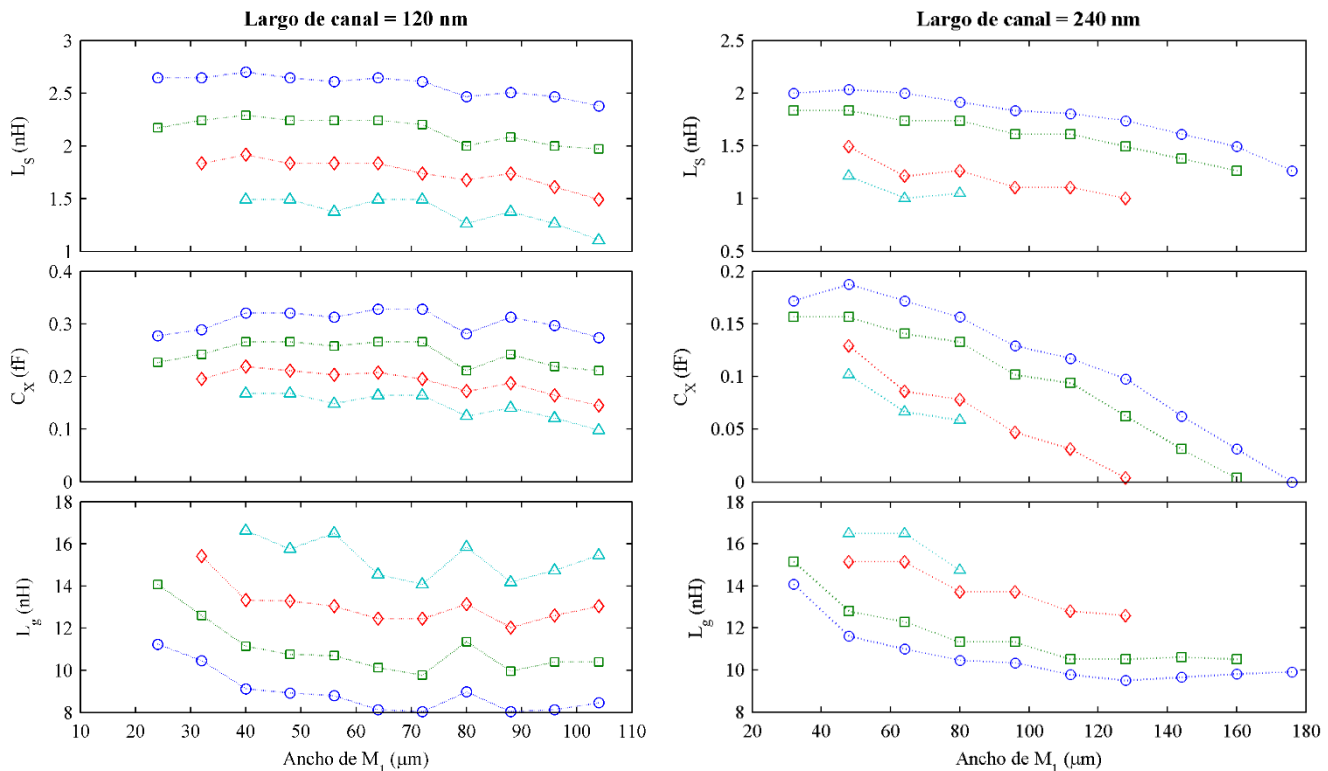 Largo de canal = 120 nm
3
2.5
2
1.5
1
L_S (nH)
0.4
0.3
0.2
0.1
0
C_X (fF)
18
16
14
12
10
8
L_g (nH)
10 20 30 40 50 60 70 80 90 100 110
Ancho de M_1 (μm)
Largo de canal = 240 nm
2.5
2
1.5
1
0.5
L_S (nH)
0.2
0.15
0.1
0.05
0
C_X (fF)
18
16
14
12
10
8
L_g (nH)
20 40 60 80 100 120 140 160 180
Ancho de M_1 (μm)